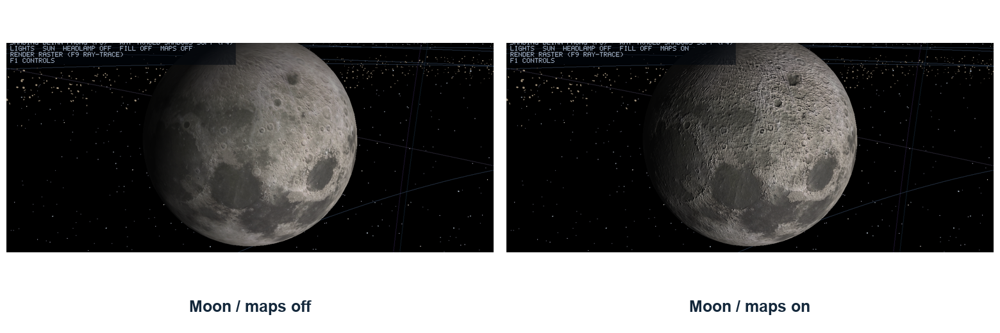 LIGHTS  SUN  HEADLAMP OFF  FILL OFF  MAPS OFF
RENDER RASTER (F9 RAY-TRACE)
F1 CONTROLS
LIGHTS  SUN  HEADLAMP OFF  FILL OFF  MAPS ON
RENDER RASTER (F9 RAY-TRACE)
F1 CONTROLS
Moon / maps off
Moon / maps on